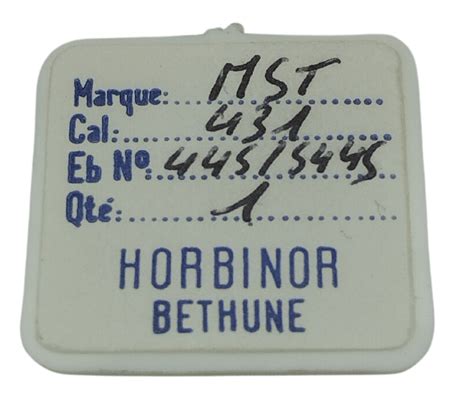 Marque: MST
Cal: 431
Eb Nº 445/5445
Qté: 1
HORBINOR
BETHUNE